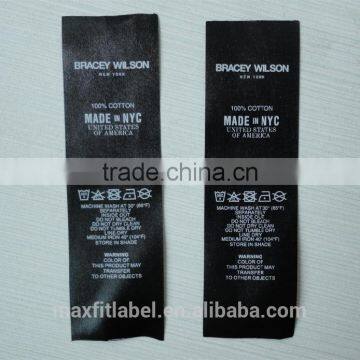 BRACEY WILSON
NEW YORK
100% COTTON
MADE IN NYC
UNITED STATES
OF AMERICA
MACHINE WASH AT 30° (86°F)
SEPARATELY
INSIDE OUT
DO NOT BLEACH
DO NOT DRY CLEAN
DO NOT TUMBLE DRY
LINE DRY
MEDIUM IRON 40° (104°F)
STORE IN SHADE
WARNING
COLOR OF
THIS PRODUCT MAY
TRANSFER
TO OTHER OBJECTS
BRACEY WILSON
NEW YORK
100% COTTON
MADE IN NYC
UNITED STATES
OF AMERICA
MACHINE WASH AT 30° (86°F)
SEPARATELY
INSIDE OUT
DO NOT BLEACH
DO NOT DRY CLEAN
DO NOT TUMBLE DRY
LINE DRY
MEDIUM IRON 40° (104°F)
STORE IN SHADE
WARNING
COLOR OF
THIS PRODUCT MAY
TRANSFER
TO OTHER OBJECTS
trade.china.cn
maxfitlabel.en.alibaba.com